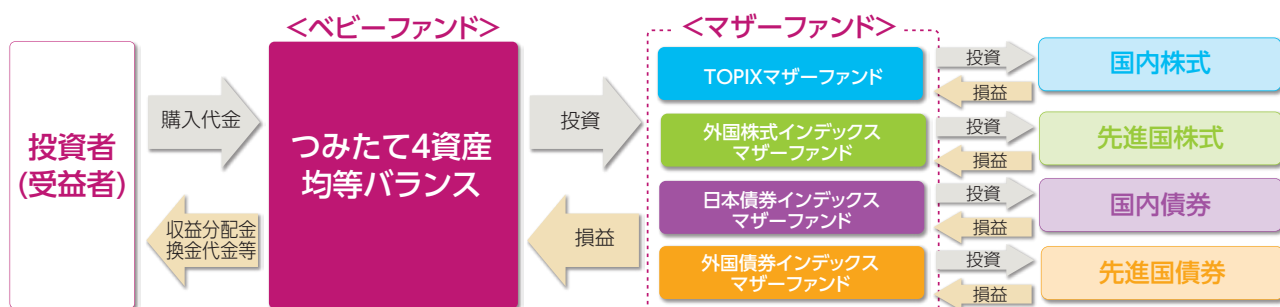 <ベビーファンド>
<マザーファンド>
投資者
(受益者)
購入代金
収益分配金
換金代金等
つみたて4資産
均等バランス
投資
損益
TOPIXマザーファンド
投資
損益
国内株式
外国株式インデックス
マザーファンド
投資
損益
先進国株式
日本債券インデックス
マザーファンド
投資
損益
国内債券
外国債券インデックス
マザーファンド
投資
損益
先進国債券